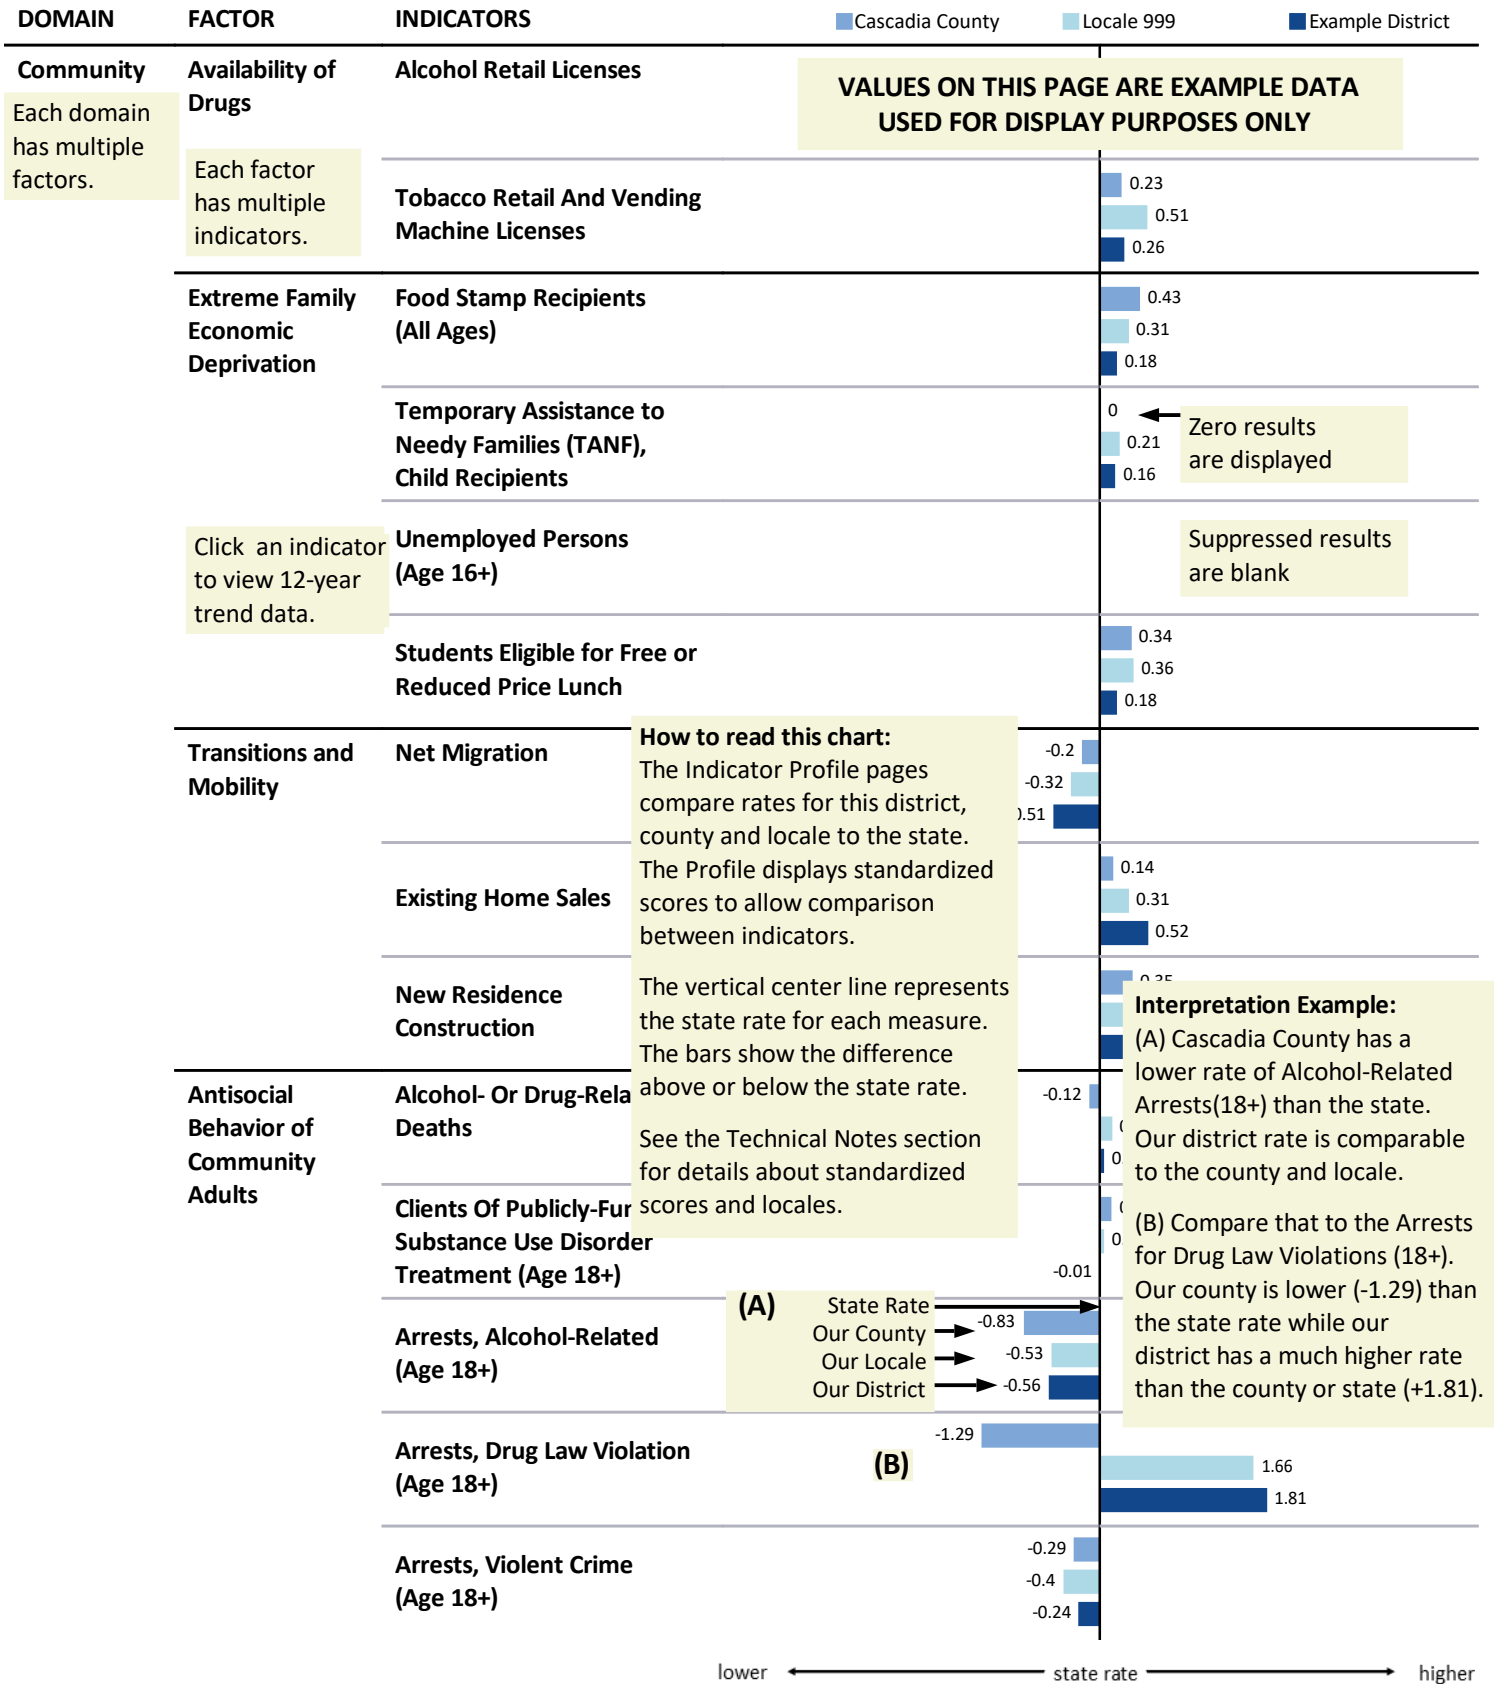 DOMAIN FACTOR INDICATORS Cascadia County Locale 999 Example District
Community
Each domain
has multiple
factors.
Availability of
Drugs
Each factor
has multiple
indicators.
Alcohol Retail Licenses
VALUES ON THIS PAGE ARE EXAMPLE DATA
USED FOR DISPLAY PURPOSES ONLY
Tobacco Retail And Vending
Machine Licenses
0.23
0.51
0.26
Extreme Family
Economic
Deprivation
Food Stamp Recipients
(All Ages)
0.43
0.31
0.18
Temporary Assistance to
Needy Families (TANF),
Child Recipients
0
0.21
0.16
Zero results
are displayed
Click an indicator
to view 12-year
trend data.
Unemployed Persons
(Age 16+)
Suppressed results
are blank
Students Eligible for Free or
Reduced Price Lunch
0.34
0.36
0.18
Transitions and
Mobility
Net Migration
-0.2
-0.32
.51
How to read this chart:
The Indicator Profile pages
compare rates for this district,
county and locale to the state.
The Profile displays standardized
scores to allow comparison
between indicators.
The vertical center line represents
the state rate for each measure.
The bars show the difference
above or below the state rate.
See the Technical Notes section
for details about standardized
scores and locales.
Existing Home Sales
0.14
0.31
0.52
New Residence
Construction
Interpretation Example:
(A) Cascadia County has a
lower rate of Alcohol-Related
Arrests(18+) than the state.
Our district rate is comparable
to the county and locale.
(B) Compare that to the Arrests
for Drug Law Violations (18+).
Our county is lower (-1.29) than
the state rate while our
district has a much higher rate
than the county or state (+1.81).
Antisocial
Behavior of
Community
Adults
Alcohol- Or Drug-Rela
Deaths
-0.12
Clients Of Publicly-Fu
Substance Use Disorder
Treatment (Age 18+)
-0.01
Arrests, Alcohol-Related
(Age 18+)
(A) State Rate
Our County -0.83
Our Locale -0.53
Our District -0.56
Arrests, Drug Law Violation
(Age 18+)
(B)
-1.29
1.66
1.81
Arrests, Violent Crime
(Age 18+)
-0.29
-0.4
-0.24
lower state rate higher